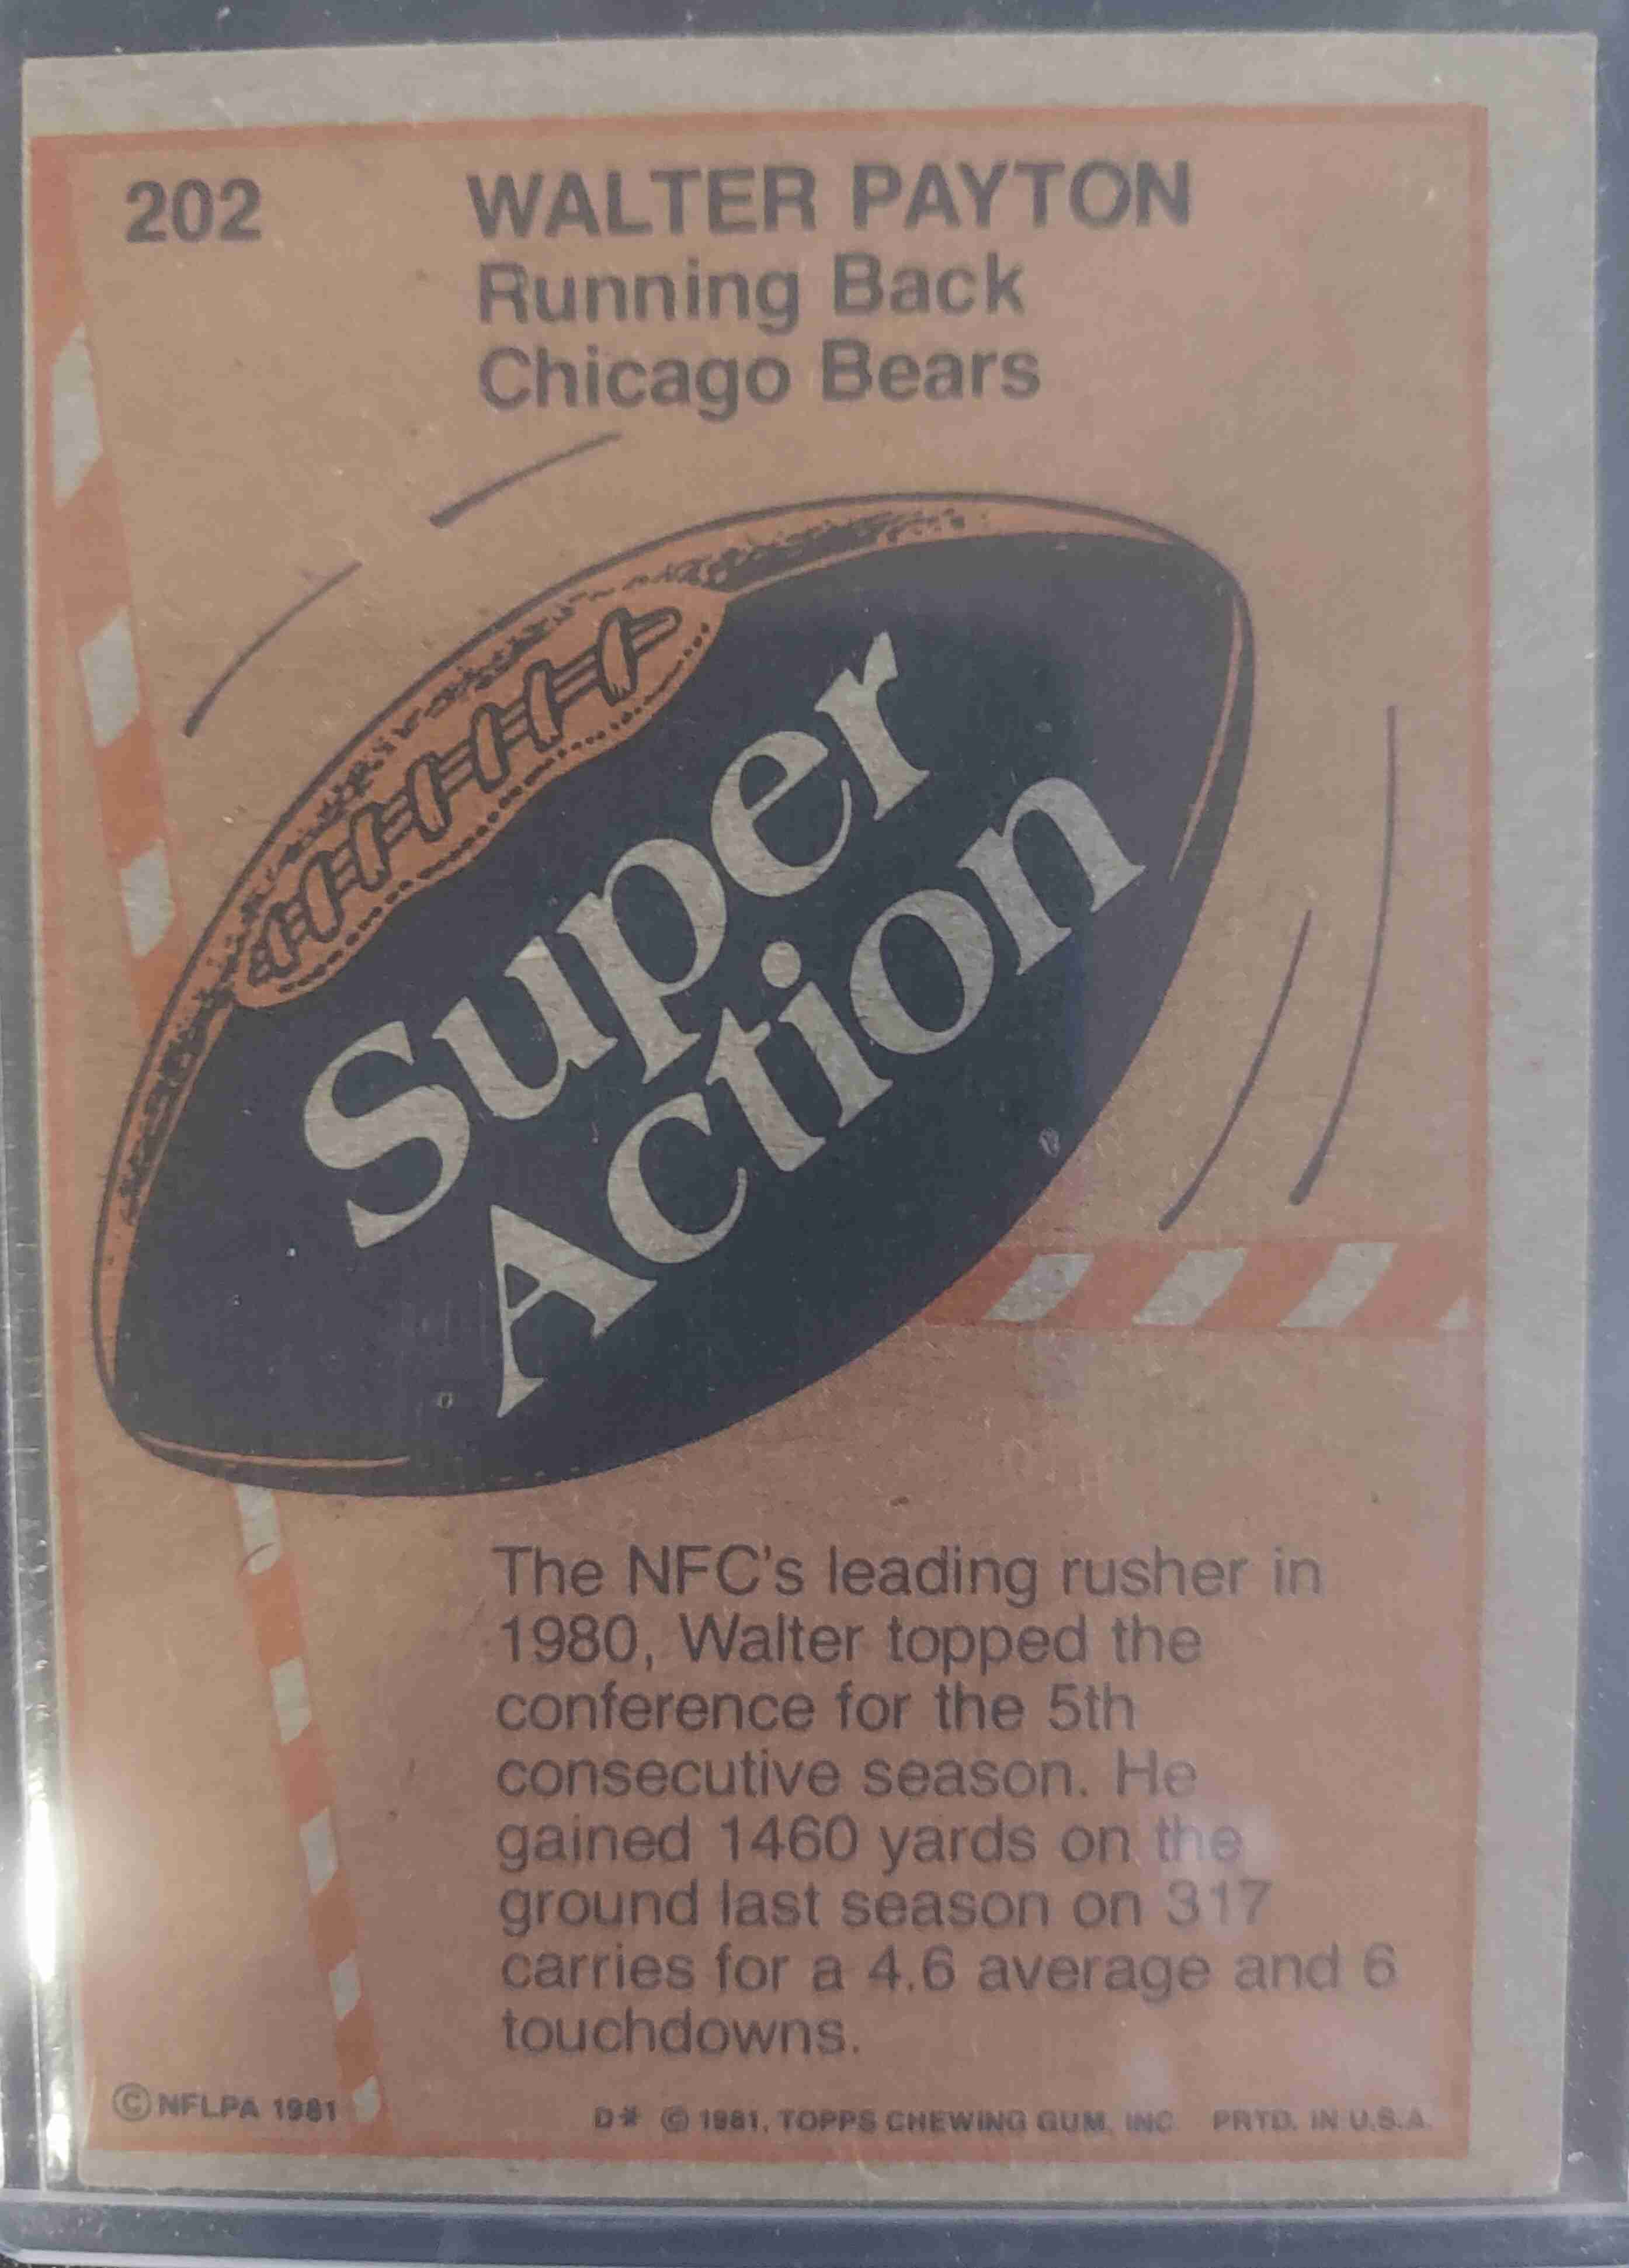 202
WALTER PAYTON
Running Back
Chicago Bears
Super
Action
The NFC's leading rusher in
1980, Walter topped the
conference for the 5th
consecutive season. He
gained 1460 yards on the
ground last season on 317
carries for a 4.6 average and 6
touchdowns.
© NFLPA 1981
D* © 1981, TOPPS CHEWING GUM, INC. PRTD. IN U.S.A.